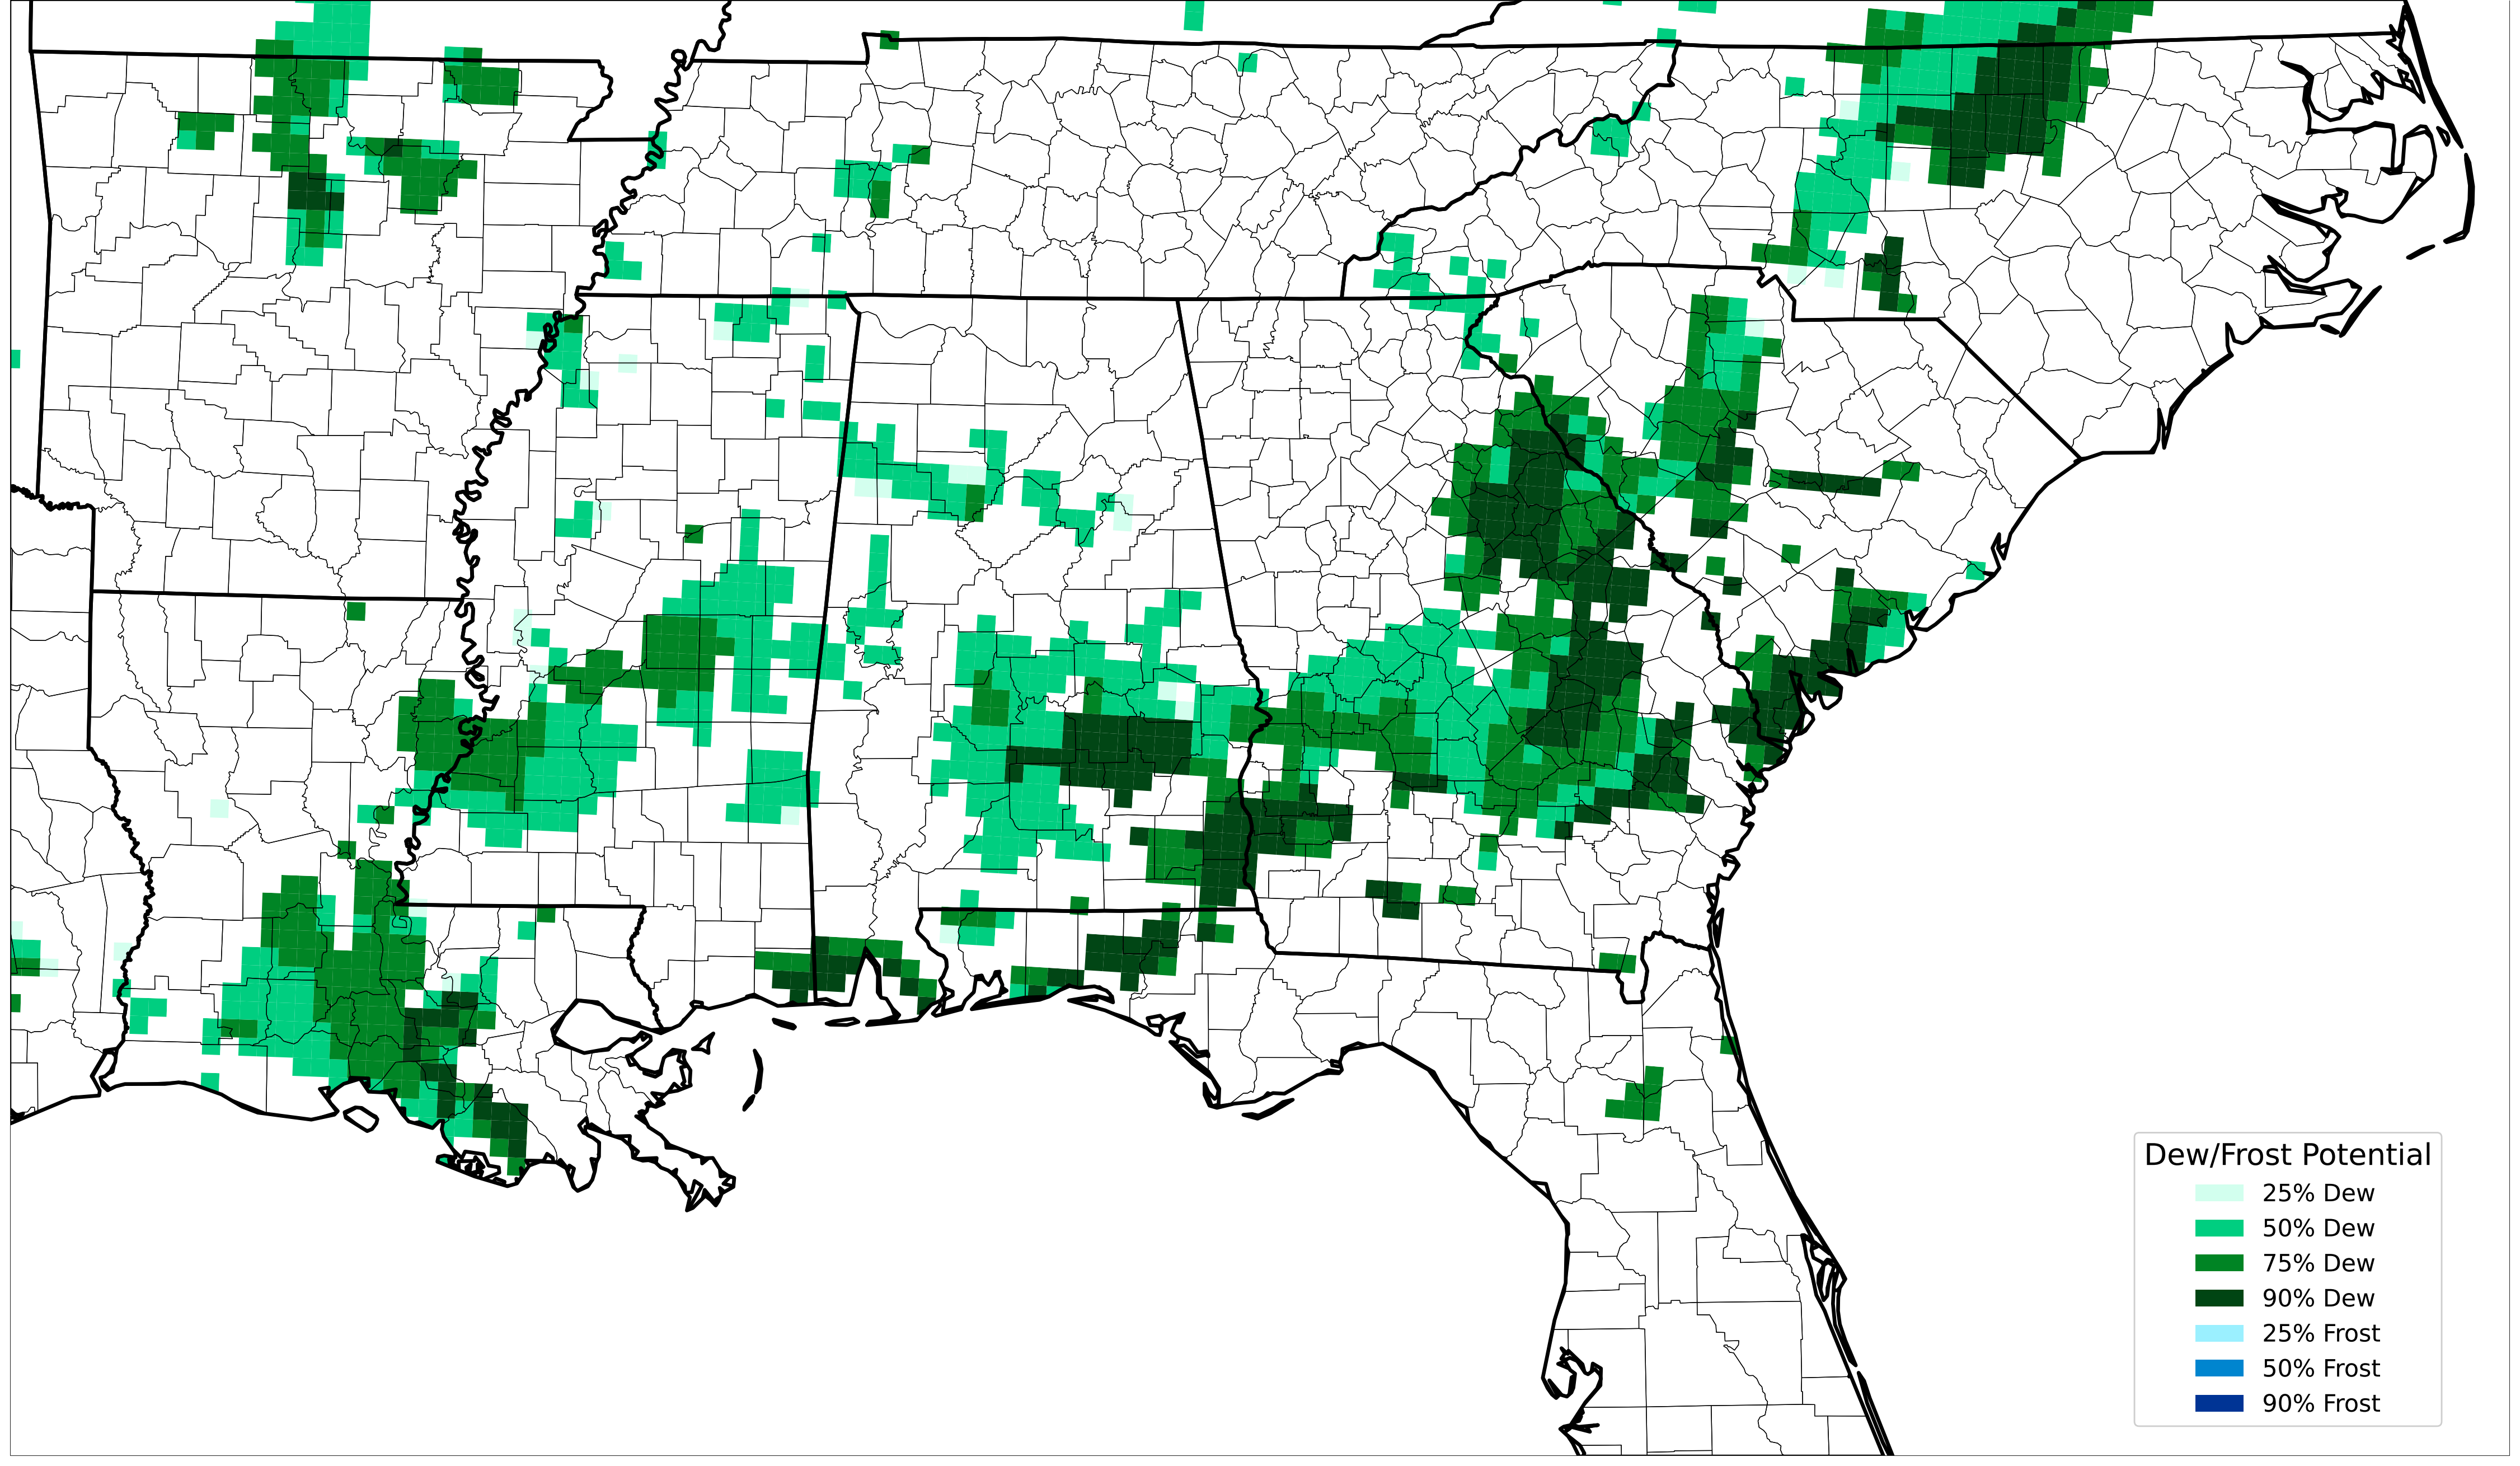 Dew/Frost Potential
25% Dew
50% Dew
75% Dew
90% Dew
25% Frost
50% Frost
90% Frost